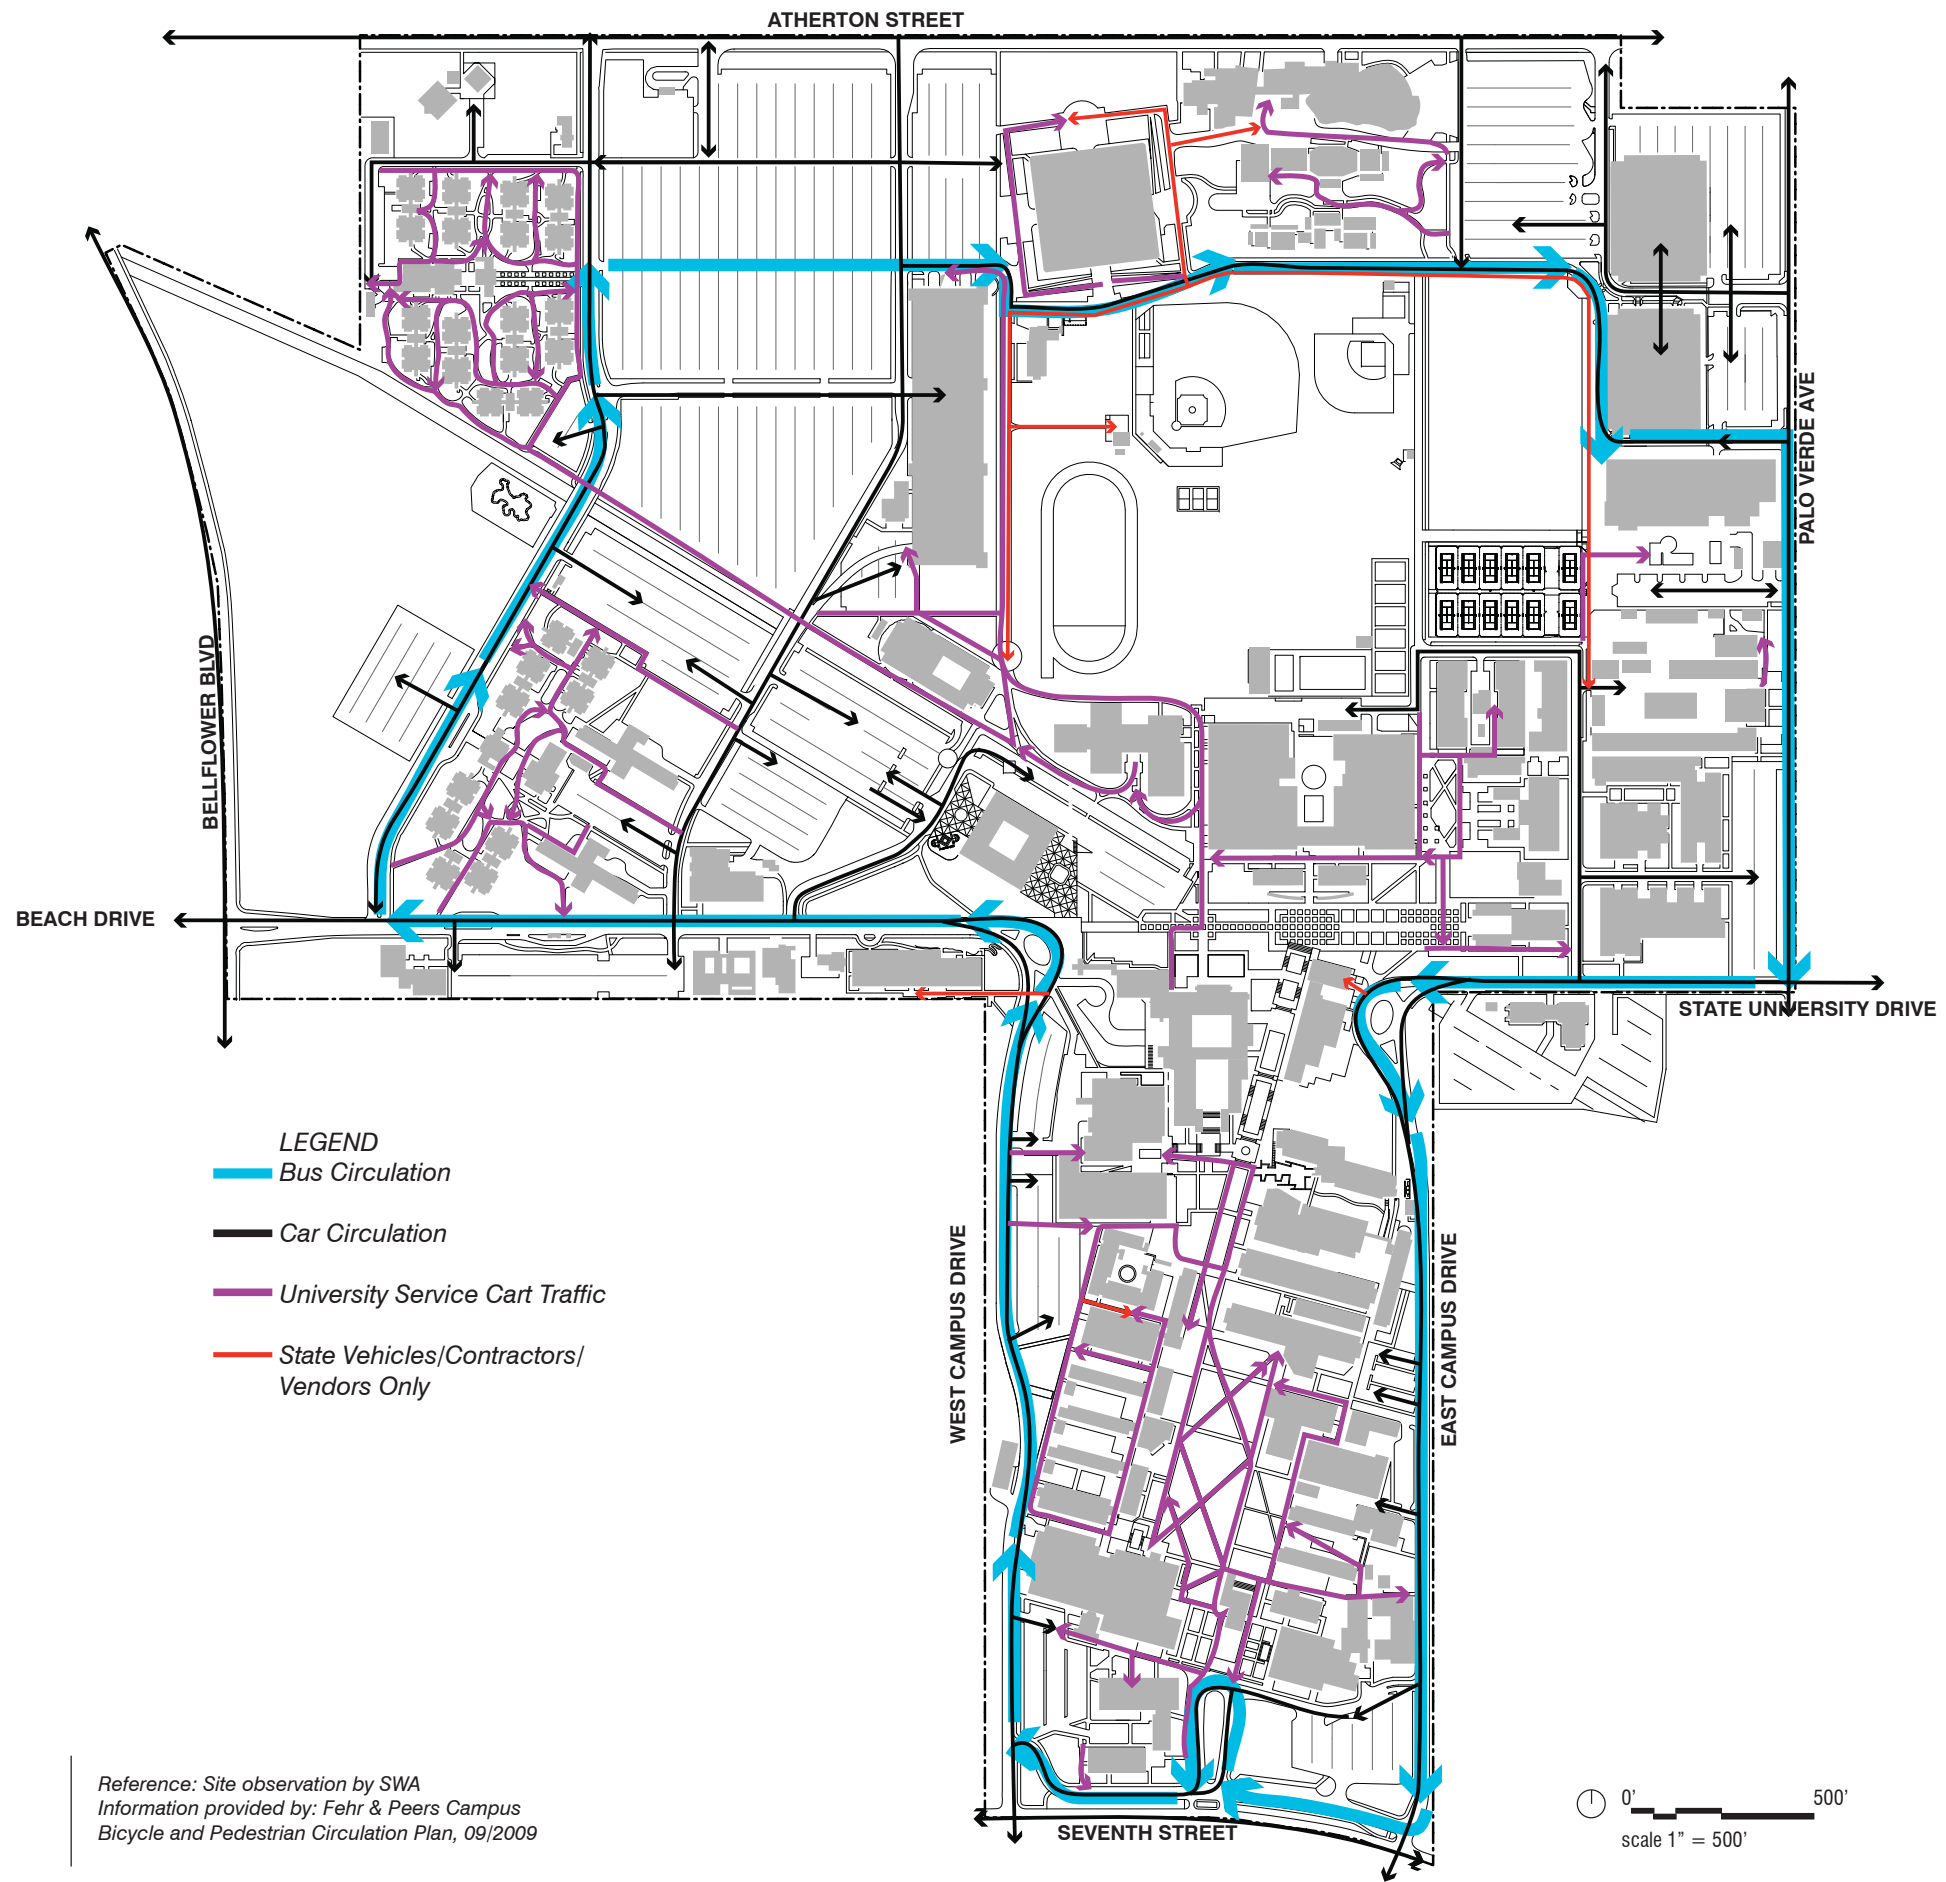 ATHERTON STREET
PALO VERDE AVE
BELLFLOWER BLVD
BEACH DRIVE
STATE UNIVERSITY DRIVE
LEGEND
Bus Circulation
Car Circulation
University Service Cart Traffic
State Vehicles/Contractors/
Vendors Only
WEST CAMPUS DRIVE
EAST CAMPUS DRIVE
Reference: Site observation by SWA
Information provided by: Fehr & Peers Campus
Bicycle and Pedestrian Circulation Plan, 09/2009
SEVENTH STREET
0' 500'
scale 1” = 500’